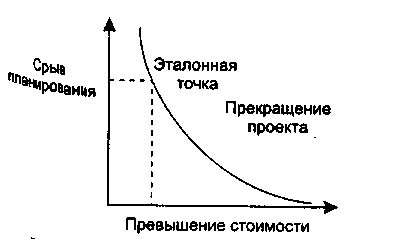 Срыв
планирования
Эталонная
точка
Прекращение
проекта
Превышение стоимости